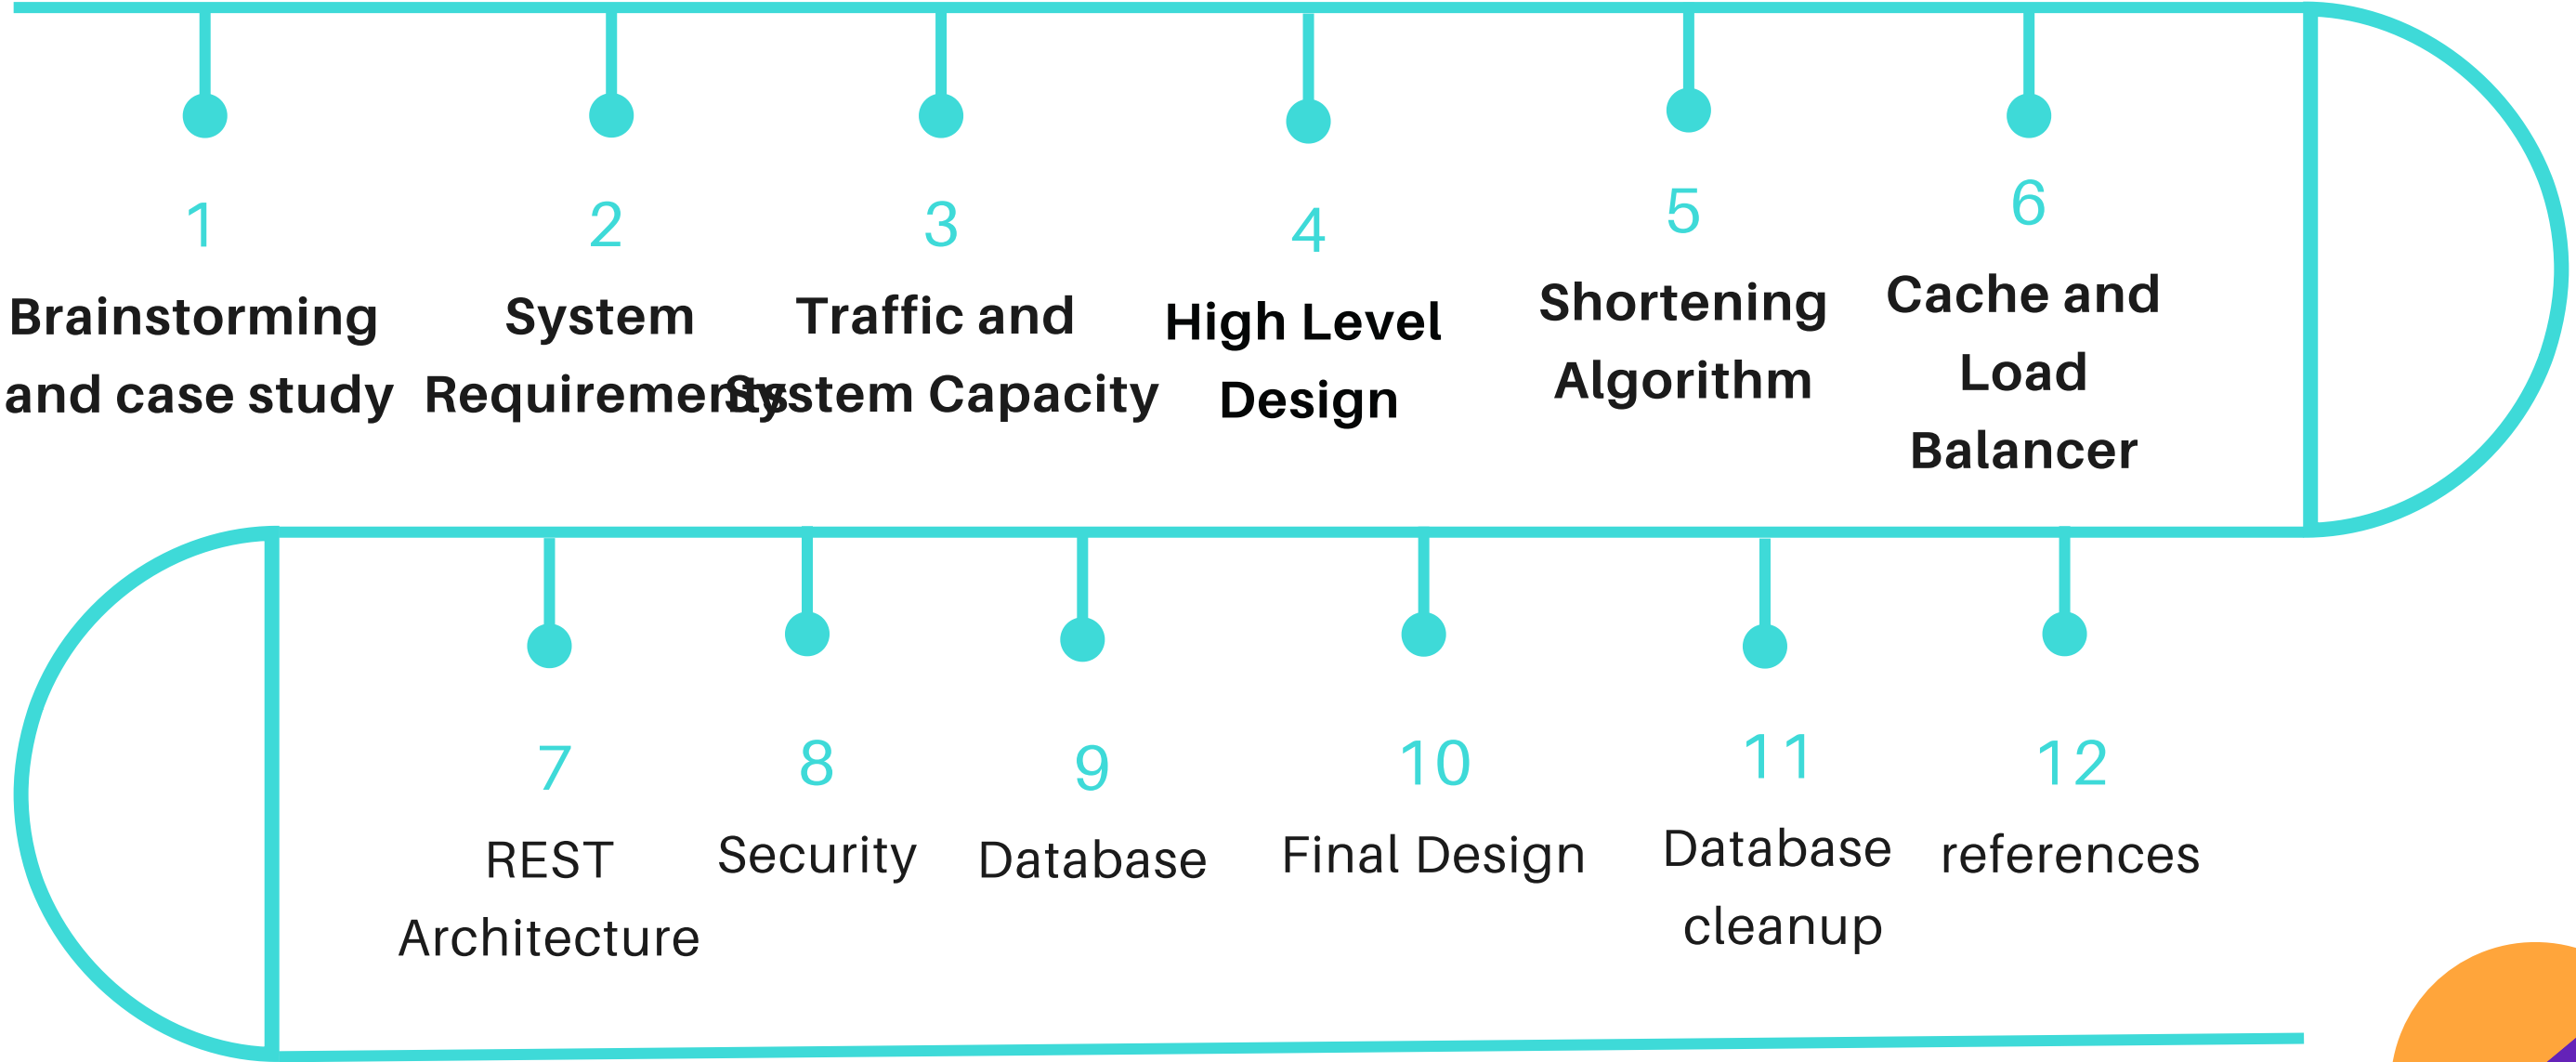 1
Brainstorming
and case study
2
System
Requirements
3
Traffic and
System Capacity
4
High Level
Design
5
Shortening
Algorithm
6
Cache and
Load
Balancer
7
REST
Architecture
8
Security
9
Database
10
Final Design
11
Database
cleanup
12
references